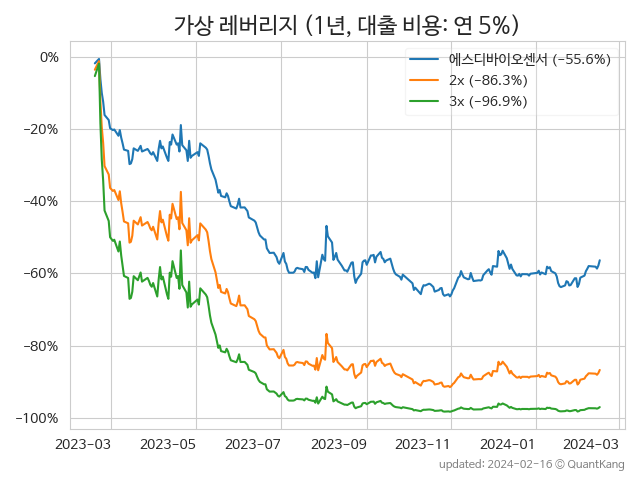 가상 레버리지 (1년, 대출 비용: 연 5%)
에스디바이오센서 (−55.6%)
2x (−86.3%)
3x (−96.9%)
0%
−20%
−40%
−60%
−80%
−100%
2023-03 2023-05 2023-07 2023-09 2023-11 2024-01 2024-03
updated: 2024-02-16 © QuantKang